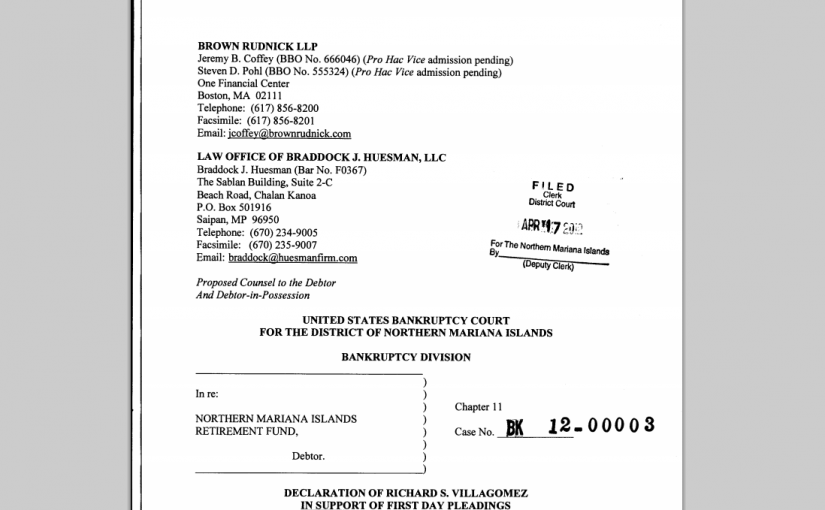 BROWN RUDNICK LLP
Jeremy B. Coffey (BBO No. 666046) (Pro Hac Vice admission pending)
Steven D. Pohl (BBO No. 555324) (Pro Hac Vice admission pending)
One Financial Center
Boston, MA 02111
Telephone: (617) 856-8200
Facsimile: (617) 856-8201
Email: jcoffey@brownrudnick.com
LAW OFFICE OF BRADDOCK J. HUESMAN, LLC
Braddock J. Huesman (Bar No. F0367)
The Sablan Building, Suite 2-C
Beach Road, Chalan Kanoa
P.O. Box 501916
Saipan, MP 96950
Telephone: (670) 234-9005
Facsimile: (670) 235-9007
Email: braddock@huesmanfirm.com
FILED
Clerk
District Court
APR 17
For The Northern Mariana Islands
By
(Deputy Clerk)
Proposed Counsel to the Debtor
And Debtor-in-Possession
UNITED STATES BANKRUPTCY COURT
FOR THE DISTRICT OF NORTHERN MARIANA ISLANDS
BANKRUPTCY DIVISION
In re:
NORTHERN MARIANA ISLANDS
RETIREMENT FUND,
Debtor.
)
)
)
)
)
)
)
)
Chapter 11
Case No. BK 12-00003
DECLARATION OF RICHARD S. VILLAGOMEZ
IN SUPPORT OF FIRST DAY PLEADINGS